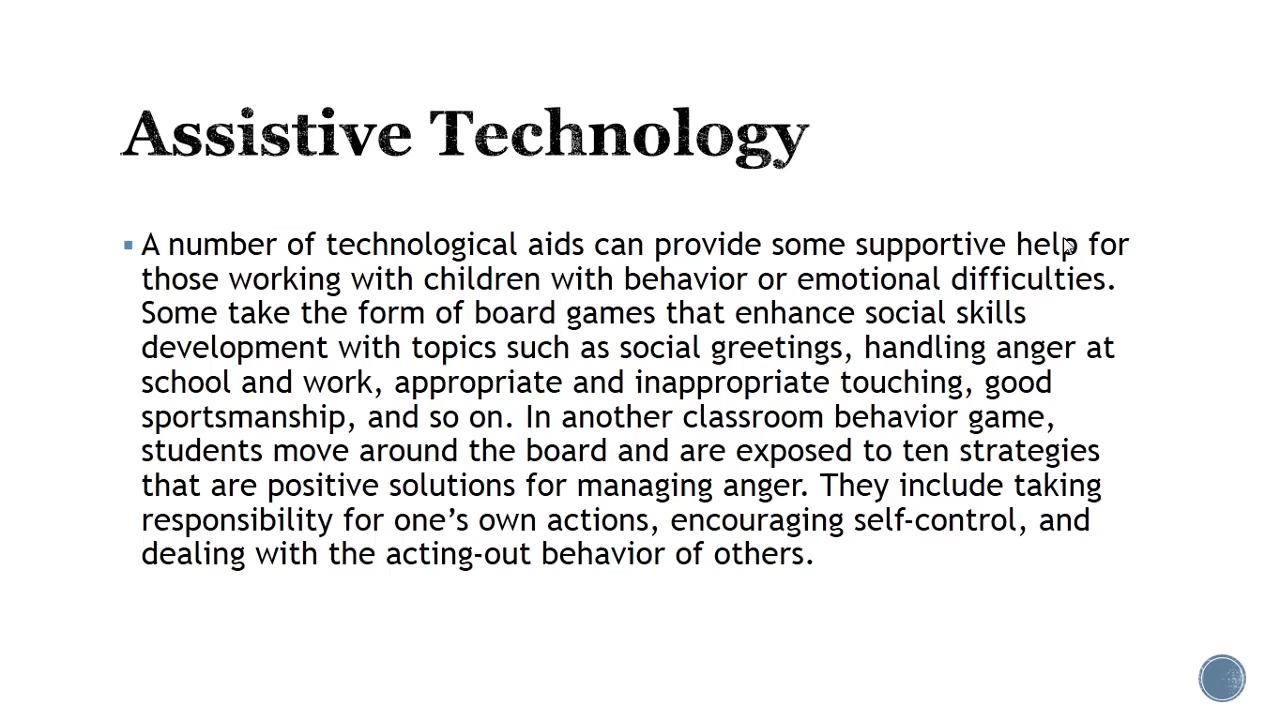 Assistive Technology
▪ A number of technological aids can provide some supportive help for
those working with children with behavior or emotional difficulties.
Some take the form of board games that enhance social skills
development with topics such as social greetings, handling anger at
school and work, appropriate and inappropriate touching, good
sportsmanship, and so on. In another classroom behavior game,
students move around the board and are exposed to ten strategies
that are positive solutions for managing anger. They include taking
responsibility for one’s own actions, encouraging self-control, and
dealing with the acting-out behavior of others.